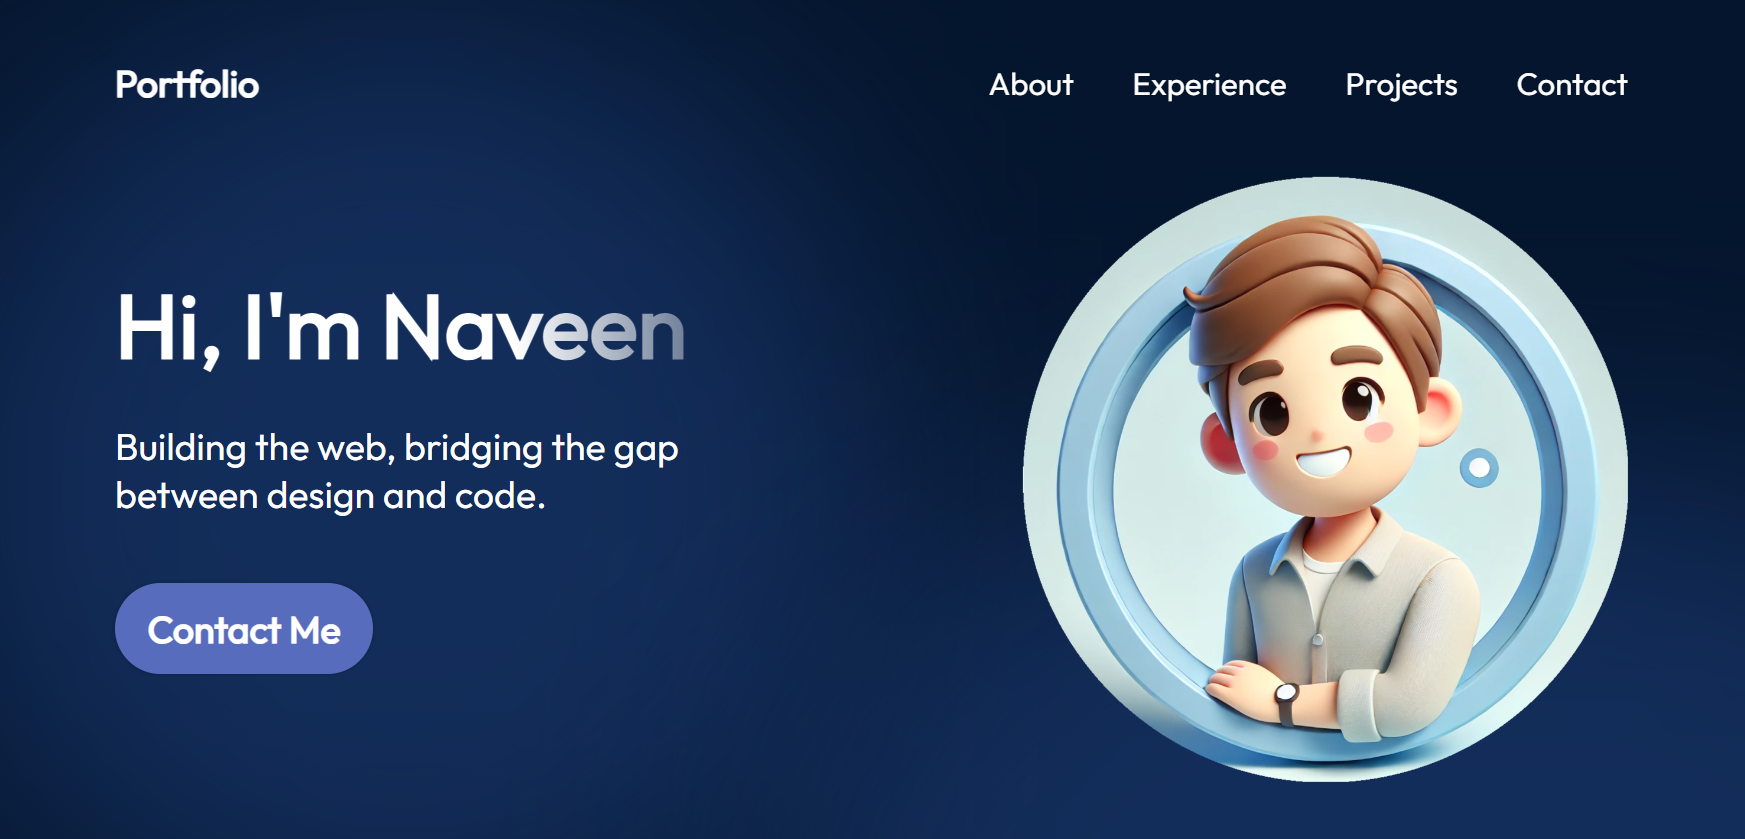 Portfolio
About Experience Projects Contact
Hi, I'm Naveen
Building the web, bridging the gap
between design and code.
Contact Me